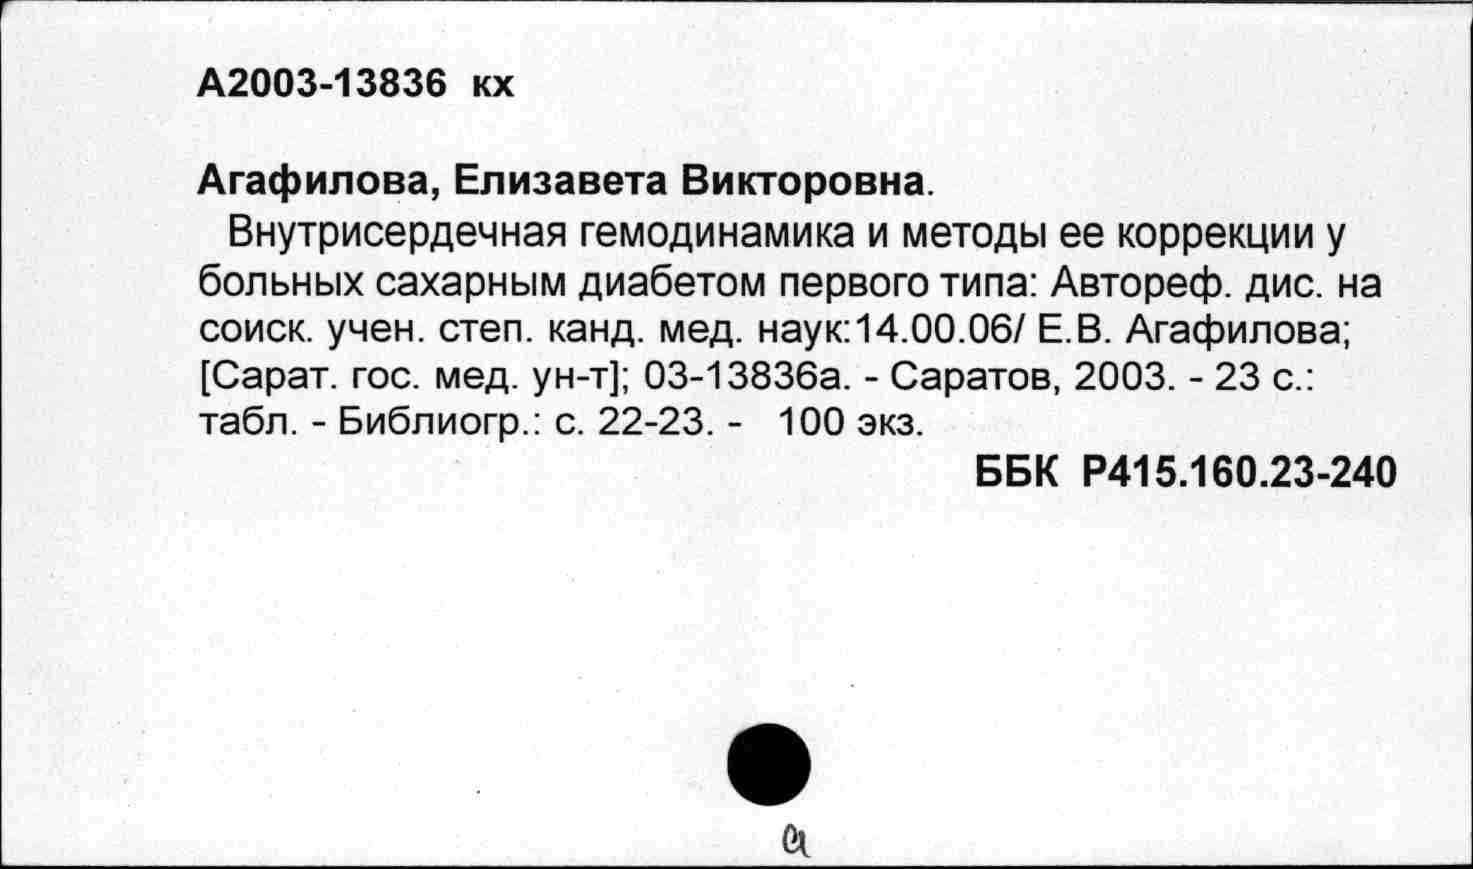 А2003-13836 кх
Агафилова, Елизавета Викторовна.
Внутрисердечная гемодинамика и методы ее коррекции у
больных сахарным диабетом первого типа: Автореф. дис. на
соиск. учен. степ. канд. мед. наук:14.00.06/ Е.В. Агафилова;
[Сарат. гос. мед. ун-т]; 03-13836а. - Саратов, 2003. - 23 с.:
табл. - Библиогр.: с. 22-23. - 100 экз.
ББК Р415.160.23-240